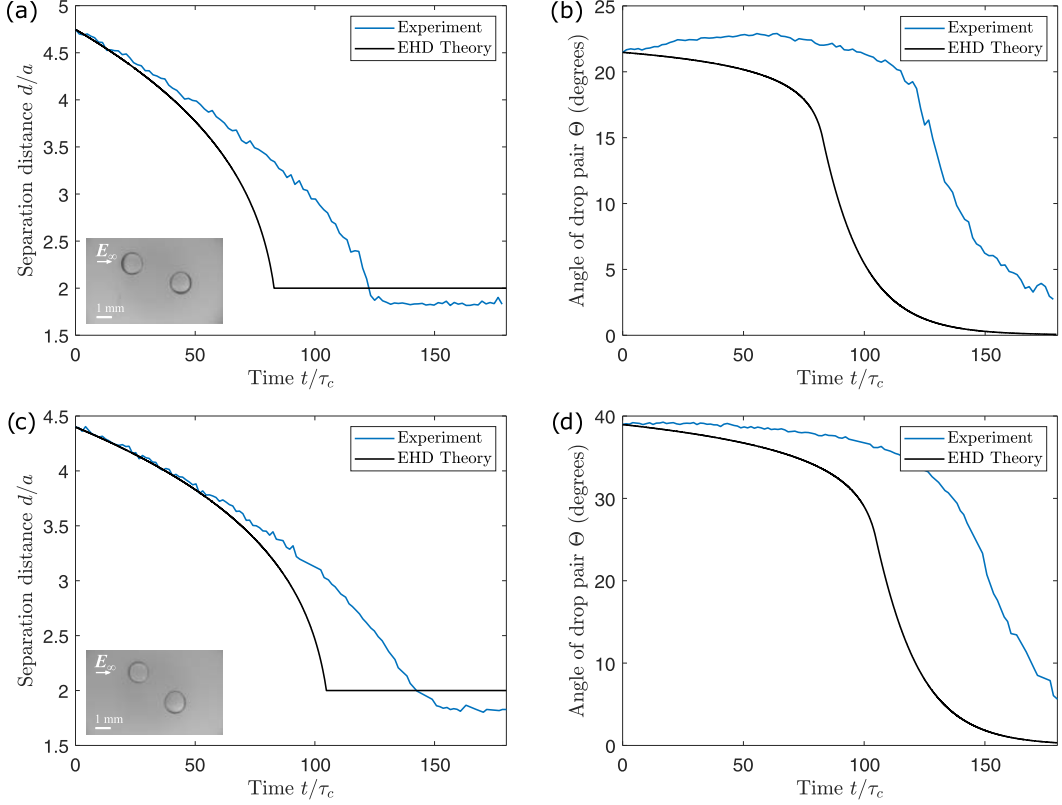 (a)
Separation distance d/a
5
4.5
4
3.5
3
2.5
2
1.5
0
50
100
150
Time t/τc
Experiment
EHD Theory
E∞
1 mm
(b)
Angle of drop pair Θ (degrees)
25
20
15
10
5
0
0
50
100
150
Time t/τc
Experiment
EHD Theory
(c)
Separation distance d/a
4.5
4
3.5
3
2.5
2
1.5
0
50
100
150
Time t/τc
Experiment
EHD Theory
E∞
1 mm
(d)
Angle of drop pair Θ (degrees)
40
30
20
10
0
0
50
100
150
Time t/τc
Experiment
EHD Theory